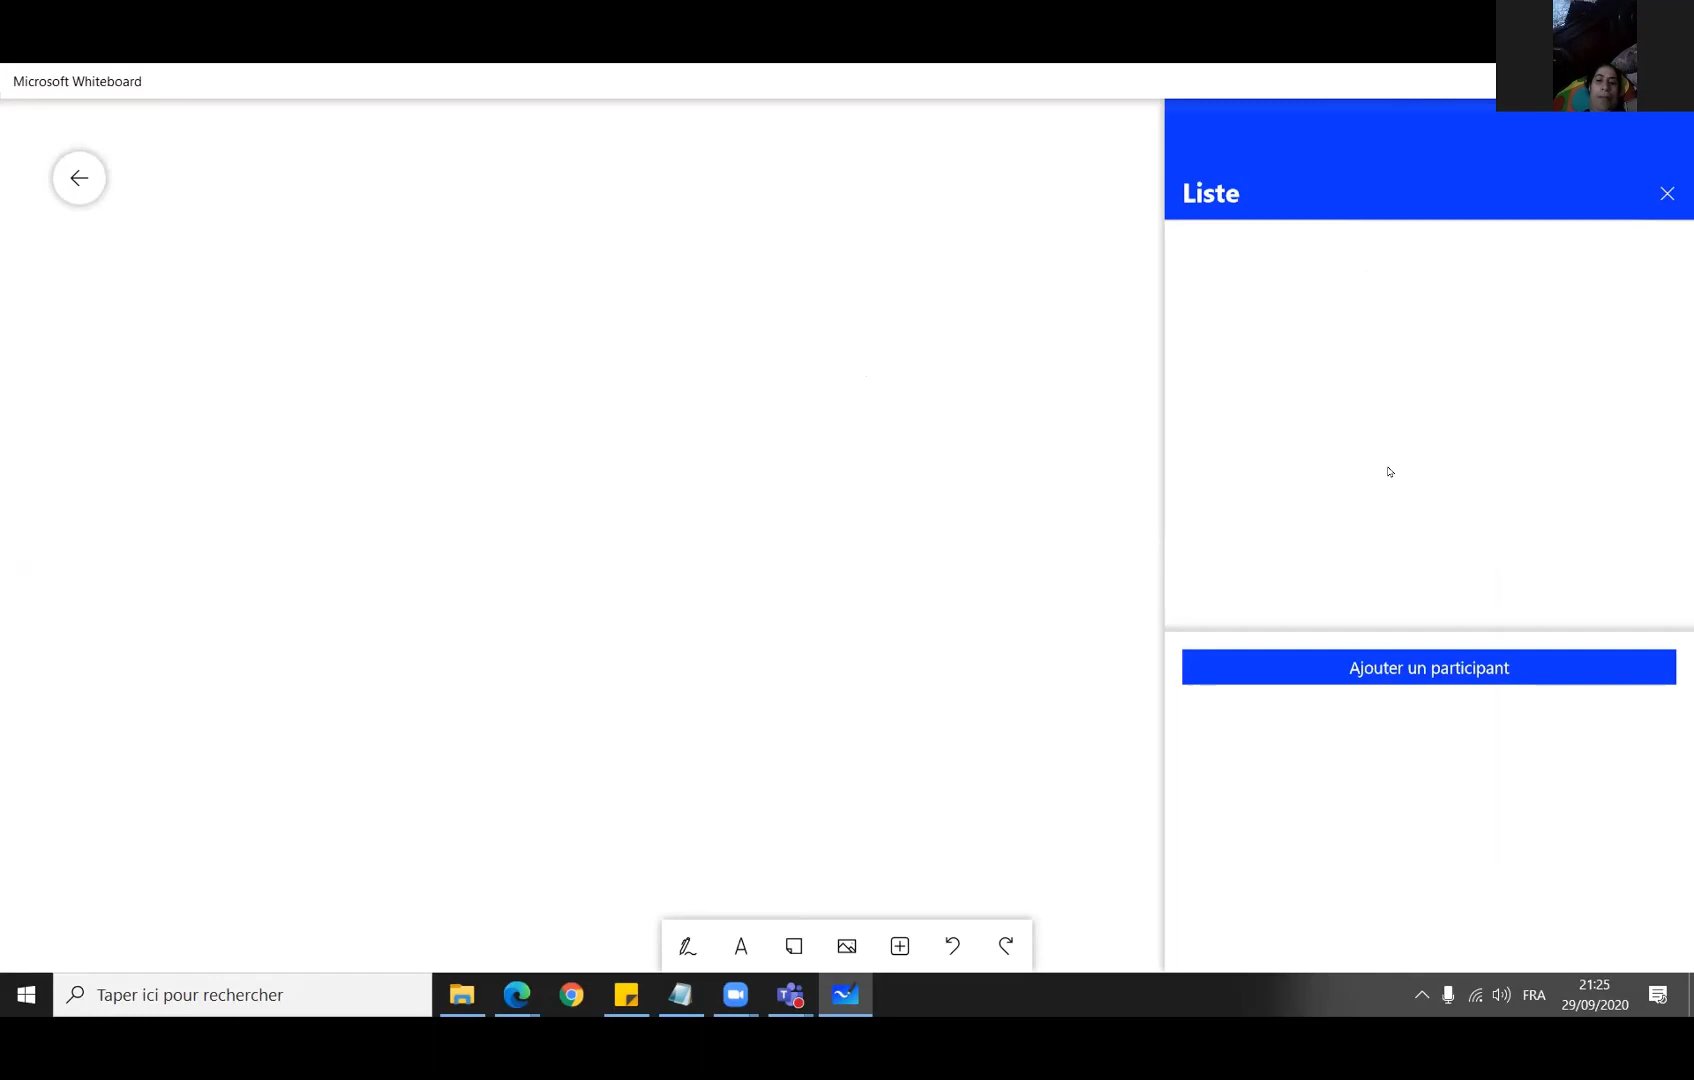 Microsoft Whiteboard
Liste
Ajouter un participant
Taper ici pour rechercher
FRA
21:25
29/09/2020